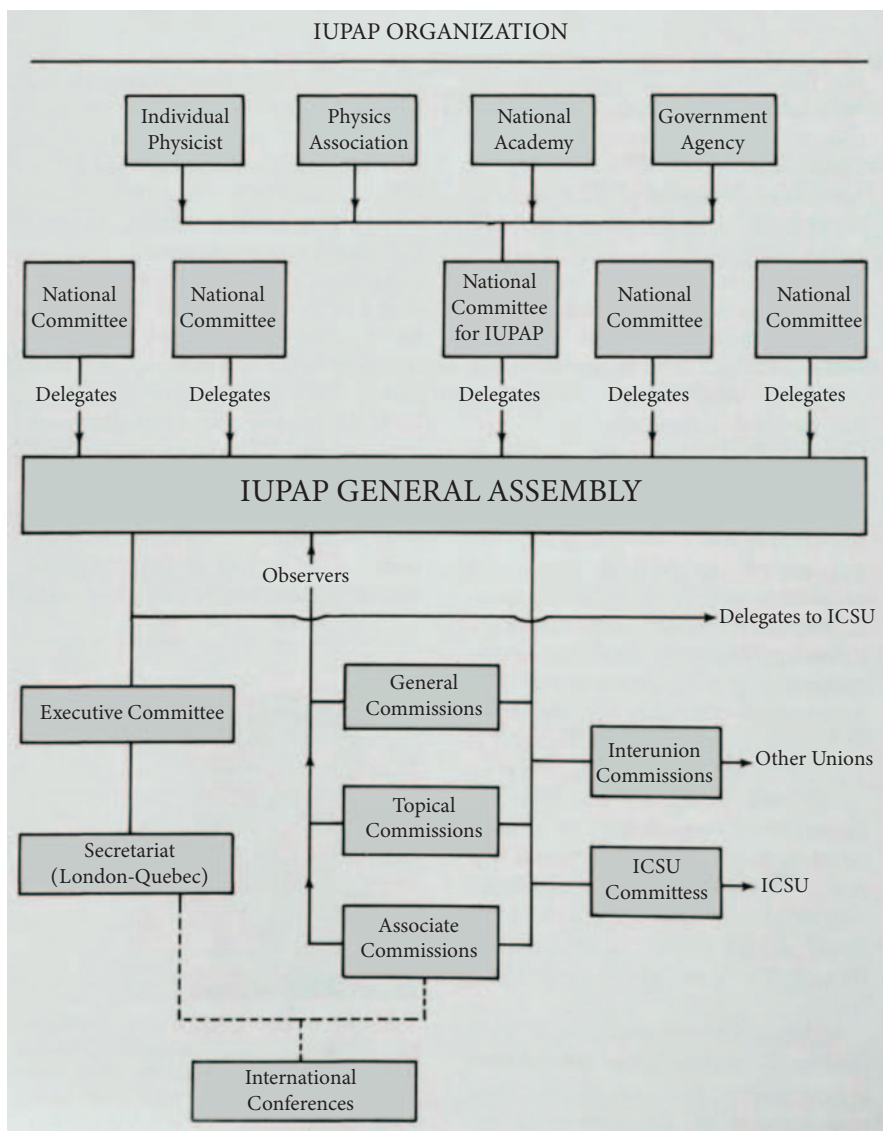 IUPAP ORGANIZATION
Individual
Physicist
Physics
Association
National
Academy
Government
Agency
National
Committee
National
Committee
National
Committee
for IUPAP
National
Committee
National
Committee
Delegates
Delegates
Delegates
Delegates
Delegates
IUPAP GENERAL ASSEMBLY
Observers
Delegates to ICSU
General
Commissions
Executive Committee
Interunion
Commissions
Other Unions
Topical
Commissions
Secretariat
(London-Quebec)
ICSU
Committess
ICSU
Associate
Commissions
International
Conferences